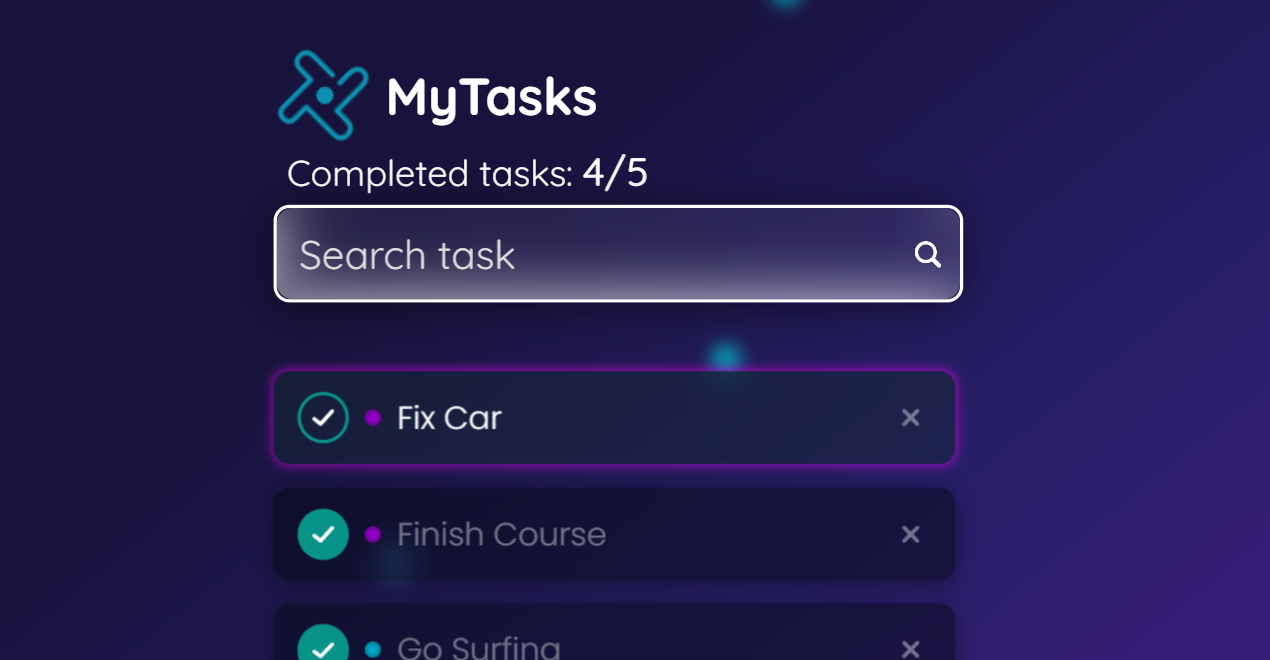 MyTasks
Completed tasks: 4/5
Search task
Fix Car
Finish Course
Go Surfing